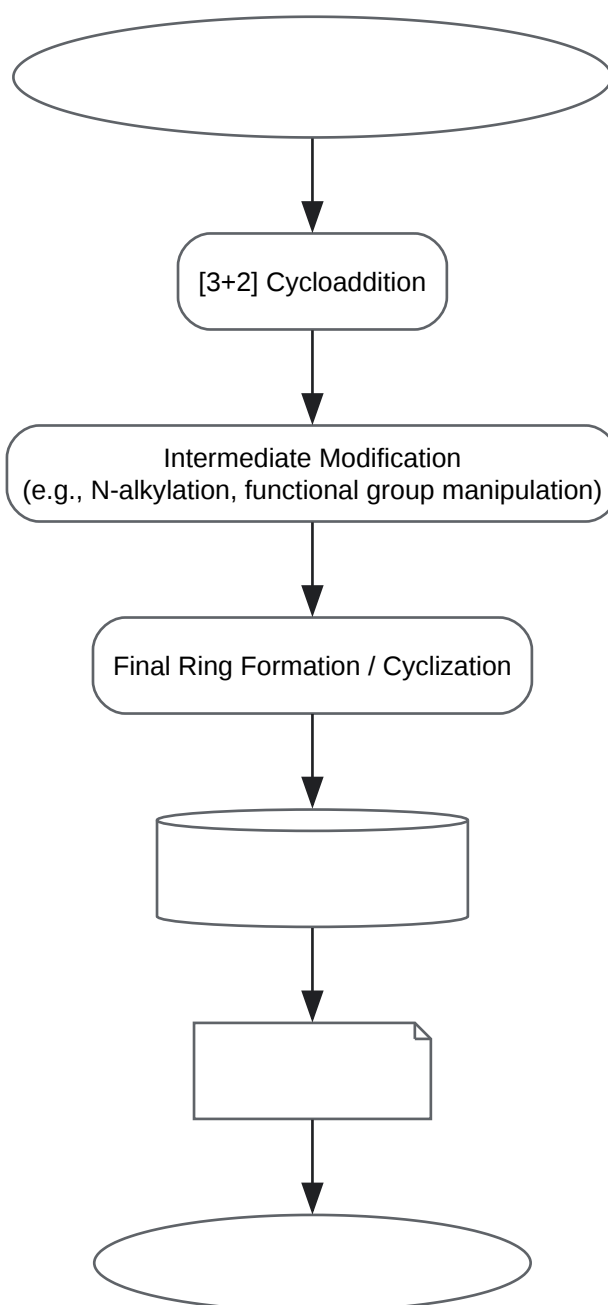 [3+2] Cycloaddition
Intermediate Modification
(e.g., N-alkylation, functional group manipulation)
Final Ring Formation / Cyclization